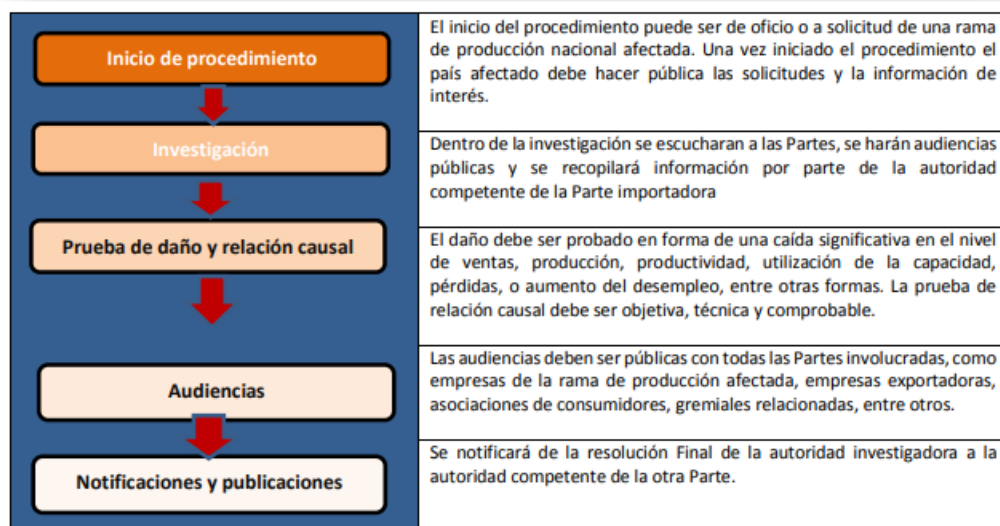 Inicio de procedimiento
El inicio del procedimiento puede ser de oficio o a solicitud de una rama
de producción nacional afectada. Una vez iniciado el procedimiento el
país afectado debe hacer pública las solicitudes y la información de
interés.
Investigación
Dentro de la investigación se escucharan a las Partes, se harán audiencias
públicas y se recopilará información por parte de la autoridad
competente de la Parte importadora
Prueba de daño y relación causal
El daño debe ser probado en forma de una caída significativa en el nivel
de ventas, producción, productividad, utilización de la capacidad,
pérdidas, o aumento del desempleo, entre otras formas. La prueba de
relación causal debe ser objetiva, técnica y comprobable.
Audiencias
Las audiencias deben ser públicas con todas las Partes involucradas, como
empresas de la rama de producción afectada, empresas exportadoras,
asociaciones de consumidores, gremiales relacionadas, entre otros.
Notificaciones y publicaciones
Se notificará de la resolución Final de la autoridad investigadora a la
autoridad competente de la otra Parte.